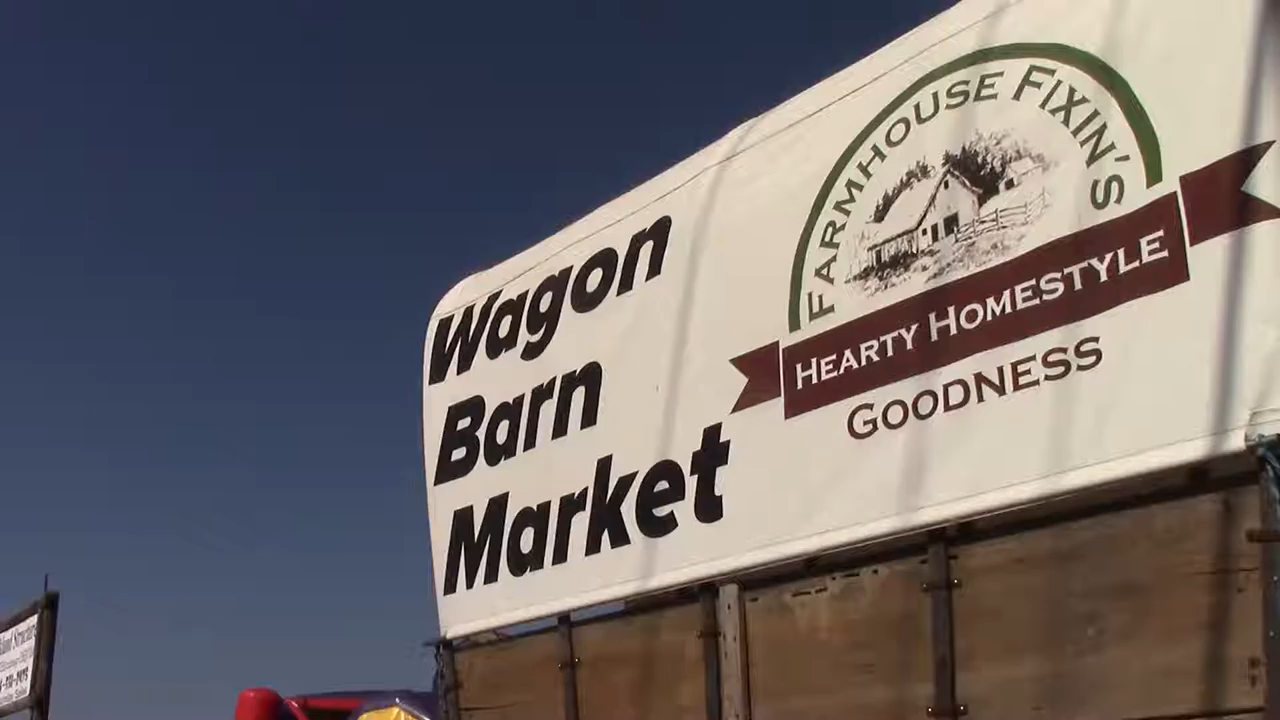 Wagon
Barn
Market
FARMHOUSE FIXIN'S
HEARTY HOMESTYLE
GOODNESS